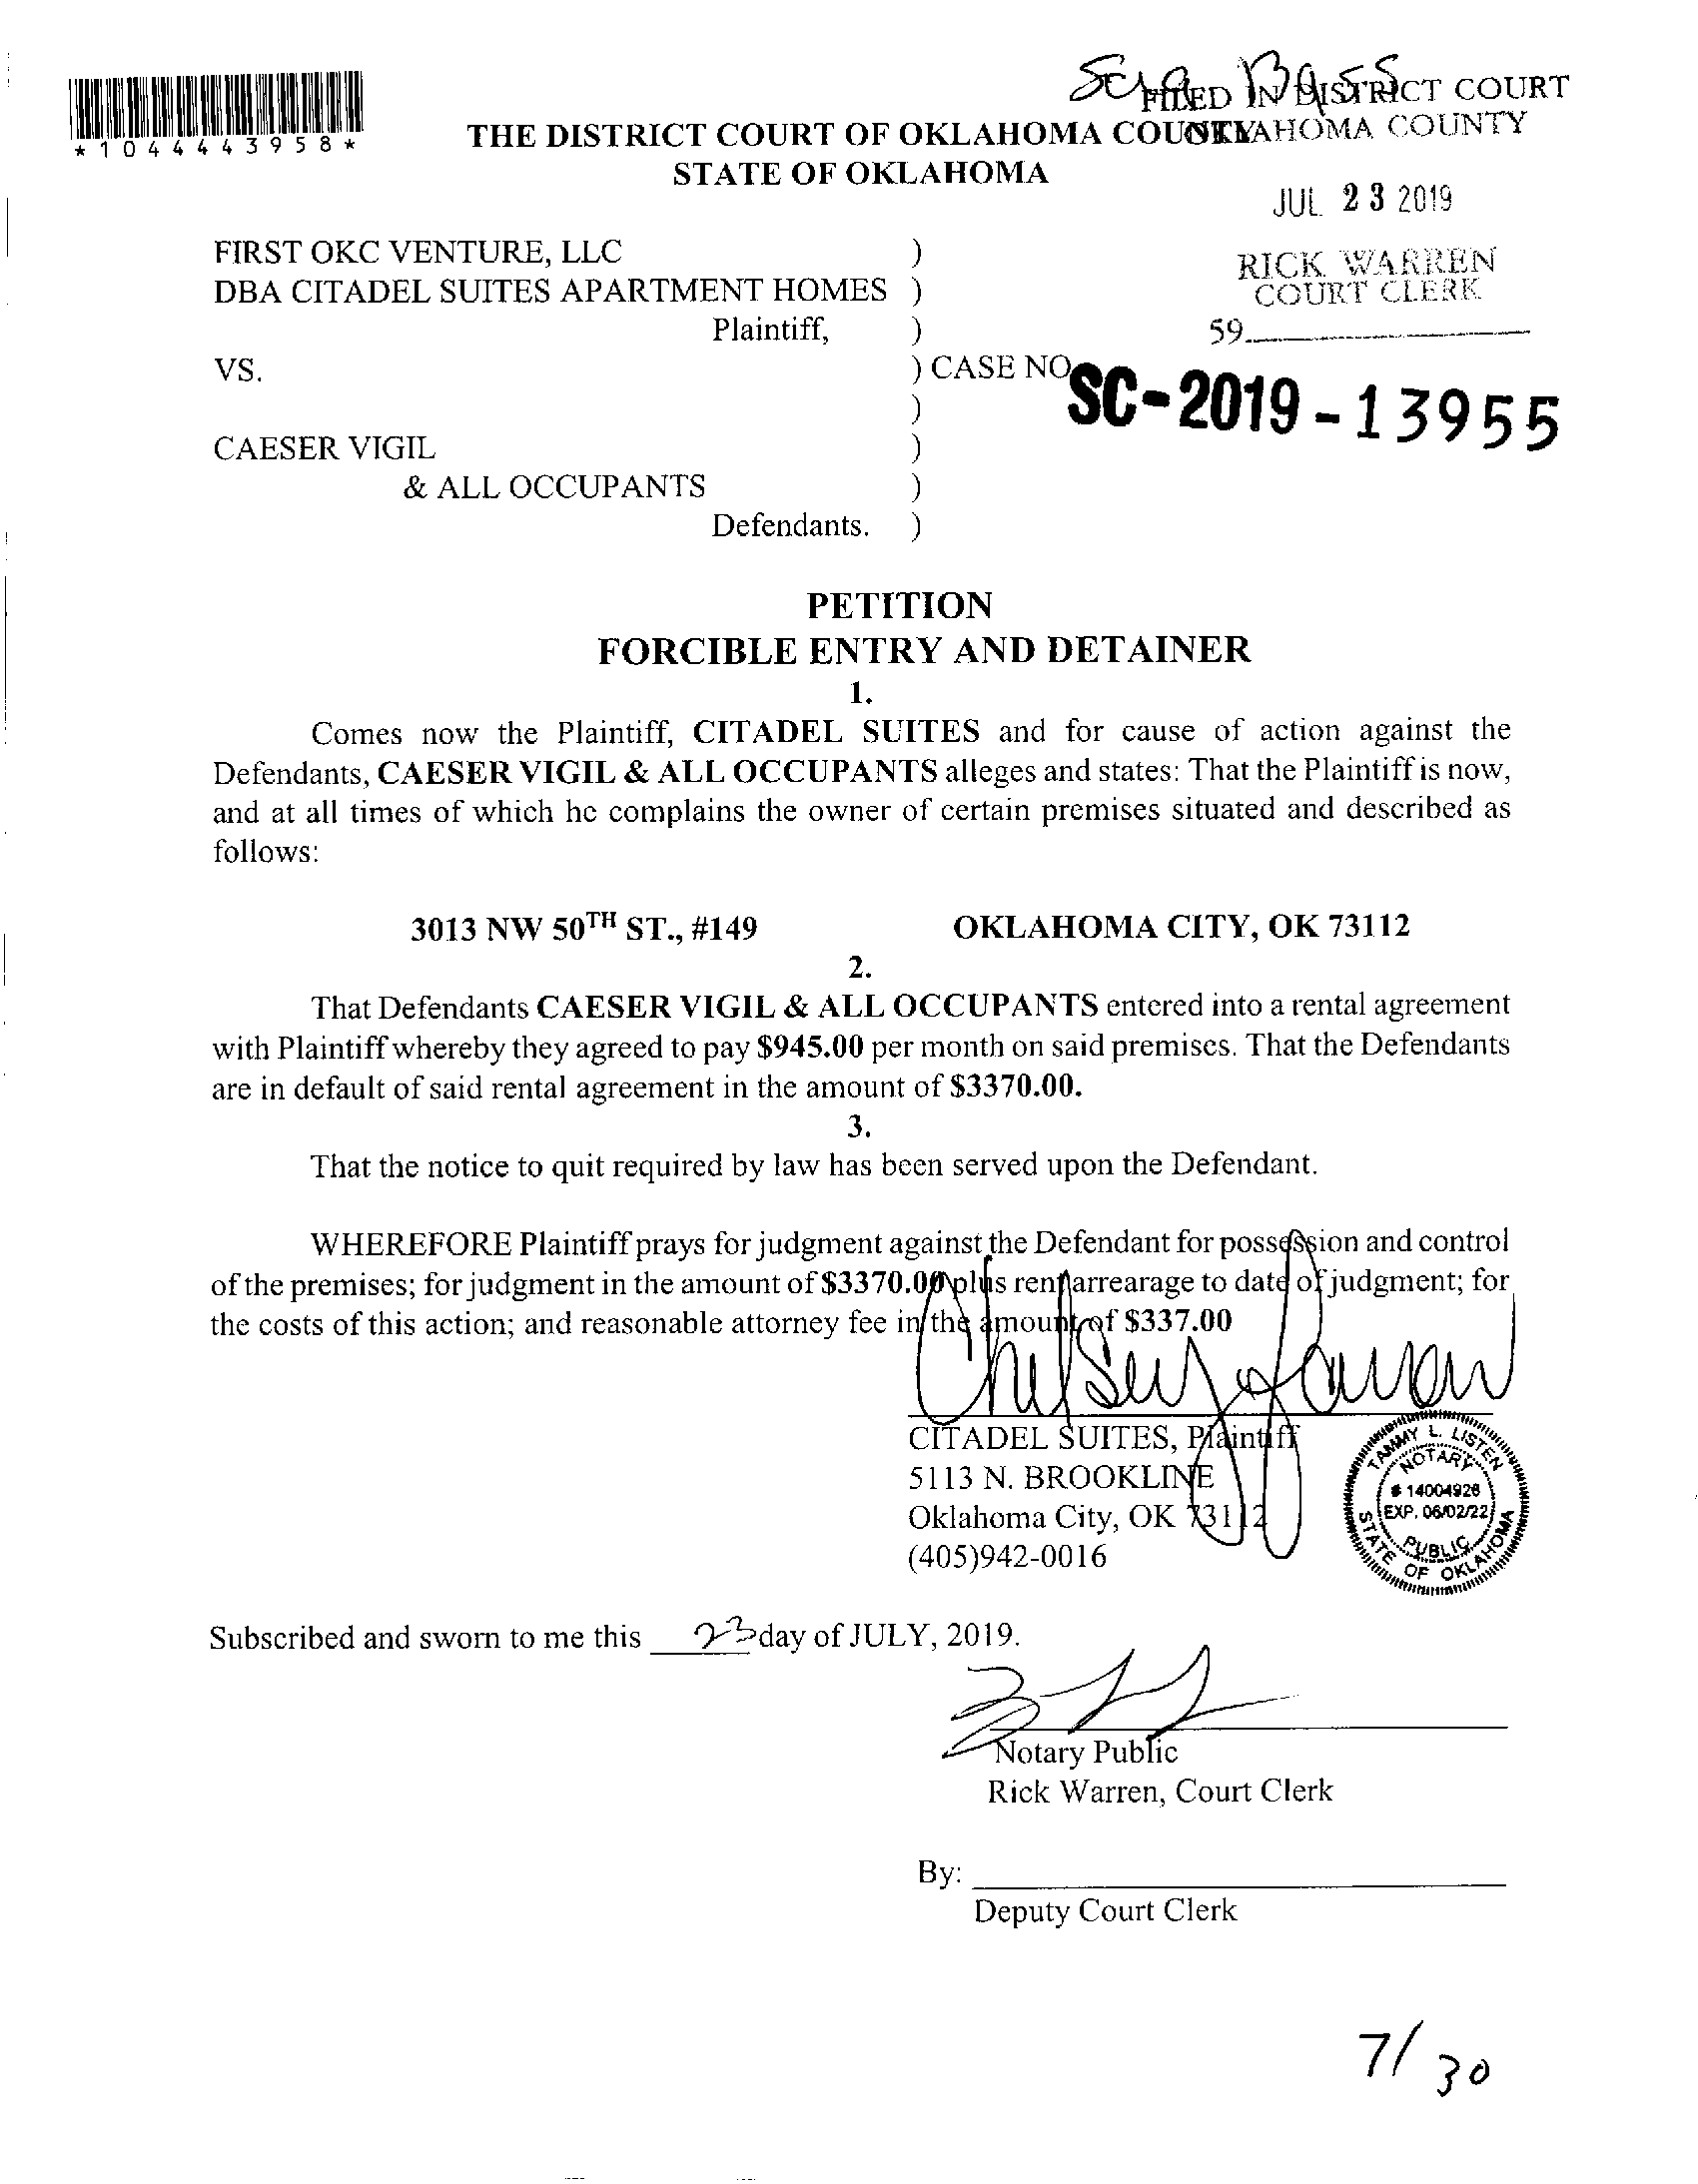 *1044443958*
FILED IN DISTRICT COURT
OKLAHOMA COUNTY
THE DISTRICT COURT OF OKLAHOMA COUNTY
STATE OF OKLAHOMA
JUL 23 2019
RICK WARREN
COURT CLERK
59
FIRST OKC VENTURE, LLC )
DBA CITADEL SUITES APARTMENT HOMES )
Plaintiff, )
VS. ) CASE NO. SC-2019-13955
)
CAESER VIGIL )
& ALL OCCUPANTS )
Defendants. )
PETITION
FORCIBLE ENTRY AND DETAINER
1.
Comes now the Plaintiff, CITADEL SUITES and for cause of action against the
Defendants, CAESER VIGIL & ALL OCCUPANTS alleges and states: That the Plaintiff is now,
and at all times of which he complains the owner of certain premises situated and described as
follows:
3013 NW 50TH ST., #149 OKLAHOMA CITY, OK 73112
2.
That Defendants CAESER VIGIL & ALL OCCUPANTS entered into a rental agreement
with Plaintiff whereby they agreed to pay $945.00 per month on said premises. That the Defendants
are in default of said rental agreement in the amount of $3370.00.
3.
That the notice to quit required by law has been served upon the Defendant.
WHEREFORE Plaintiff prays for judgment against the Defendant for possession and control
of the premises; for judgment in the amount of $3370.00 plus rent arrearage to date of judgment; for
the costs of this action; and reasonable attorney fee in the amount of $337.00
Chelsey
CITADEL SUITES, Plaintiff
5113 N. BROOKLINE
Oklahoma City, OK 73112
(405)942-0016
TAMMY L. LISTEN
NOTARY
# 14004926
EXP. 06/02/22
PUBLIC
STATE OF OKLAHOMA
Subscribed and sworn to me this 23 day of JULY, 2019.
Notary Public
Rick Warren, Court Clerk
By:
Deputy Court Clerk
7/30